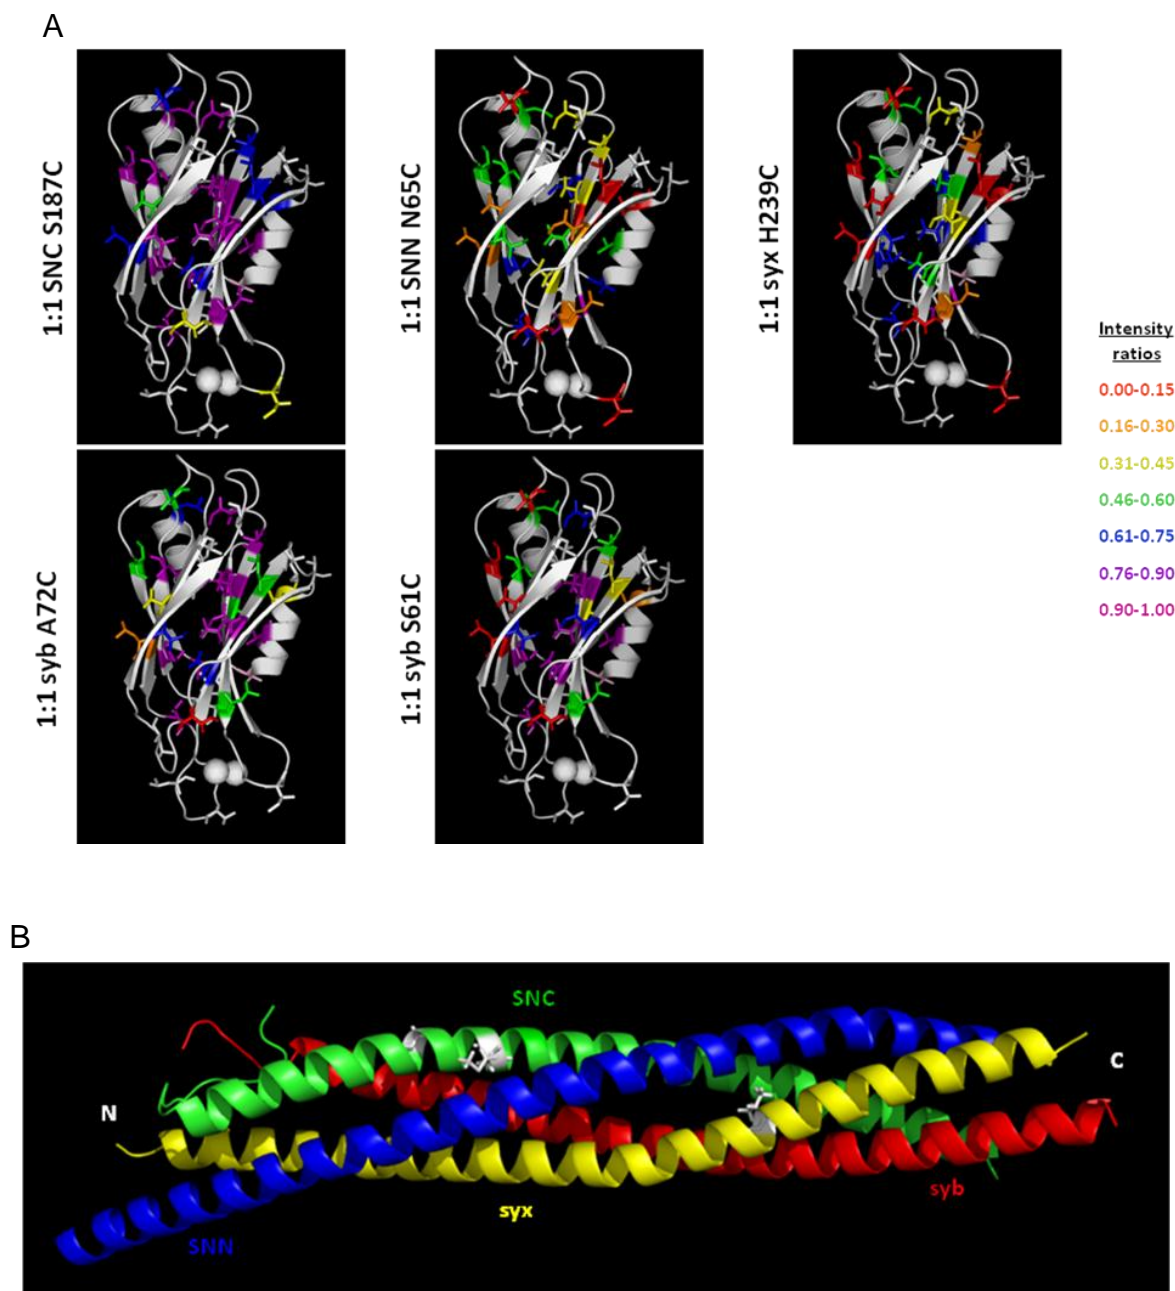 A
1:1 SNC S187C
1:1 SNN N65C
1:1 syx H239C
Intensity
ratios
0.00-0.15
0.16-0.30
0.31-0.45
0.46-0.60
0.61-0.75
0.76-0.90
0.90-1.00
1:1 syb A72C
1:1 syb S61C
B
SNC
C
N
syb
syx
SNN